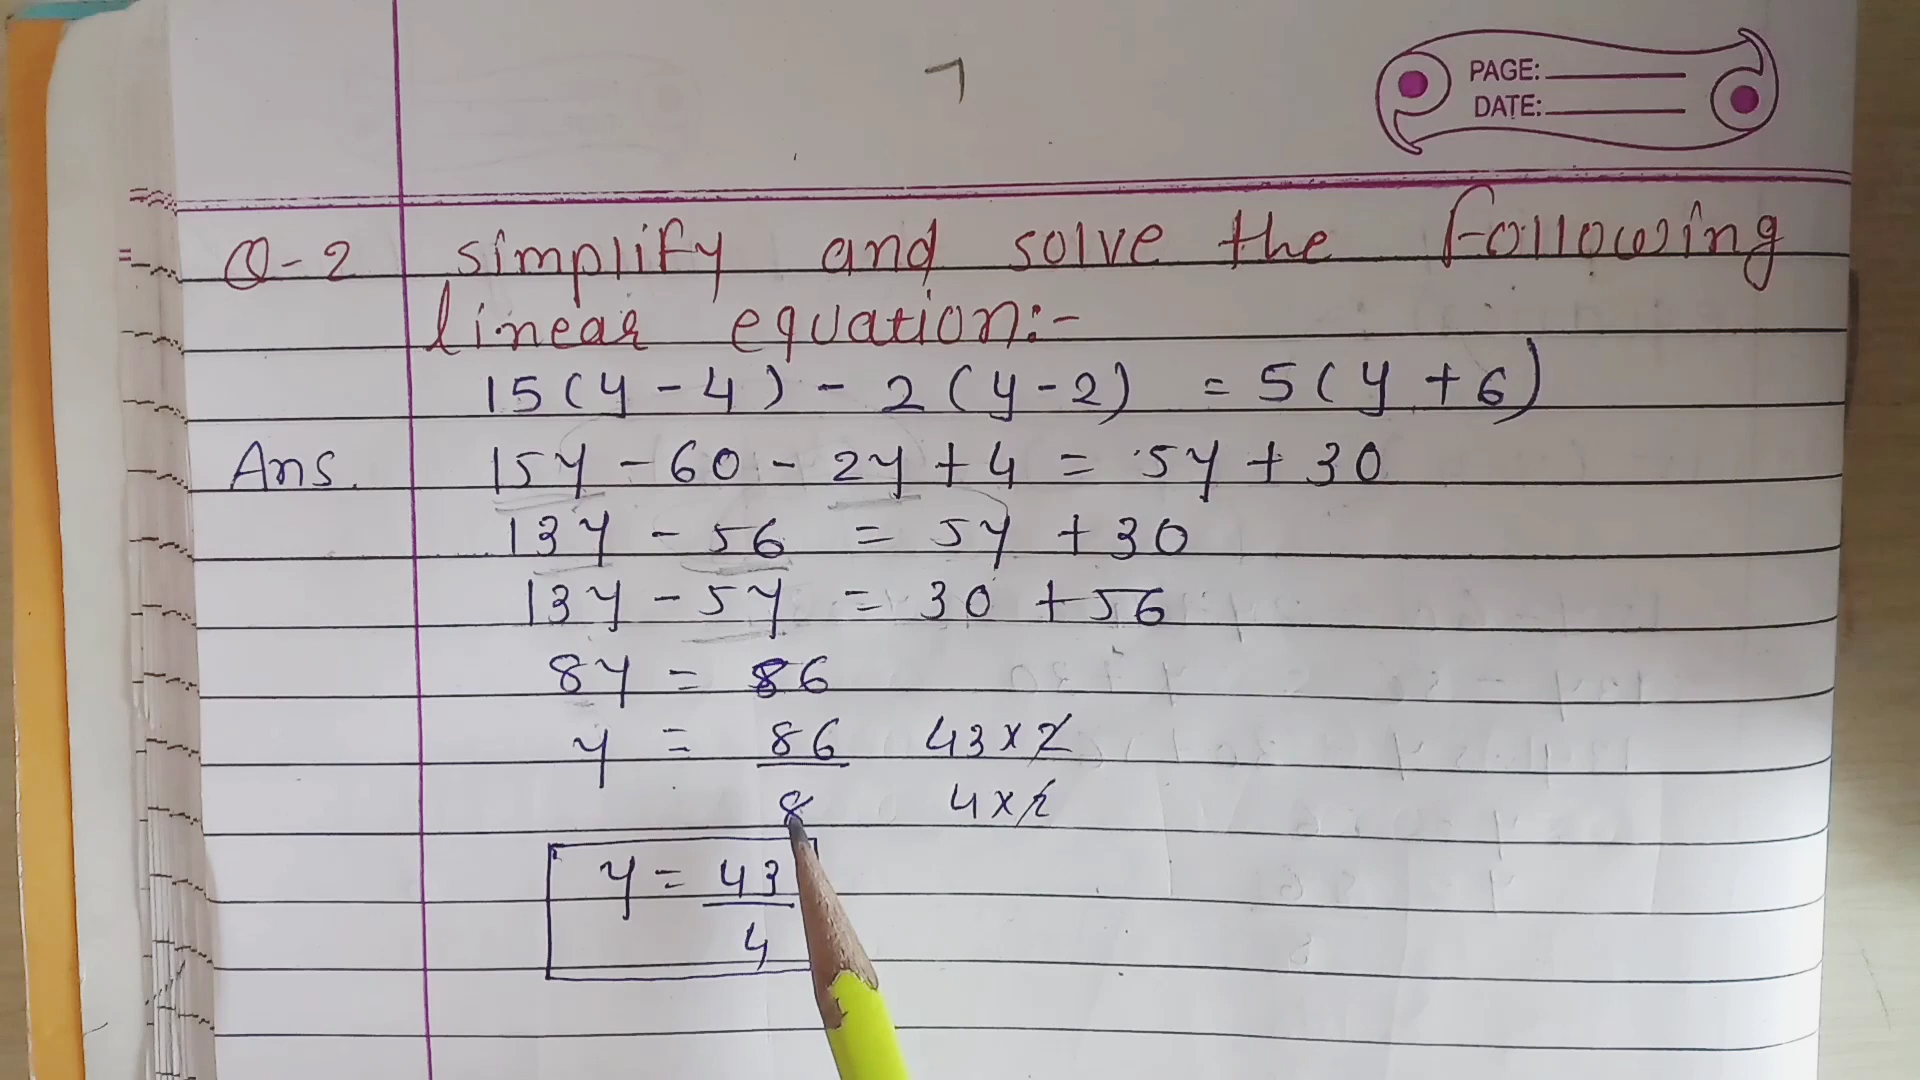 7
PAGE:
DATE:
Q-2 simplify and solve the following
linear equation:-
15(y - 4) - 2(y-2) = 5(y + 6)
Ans. 15y - 60 - 2y + 4 = 5y + 30
13y - 56 = 5y + 30
13y - 5y = 30 + 56
8y = 86
y = 86 43x2
8 4x2
y = 43
4